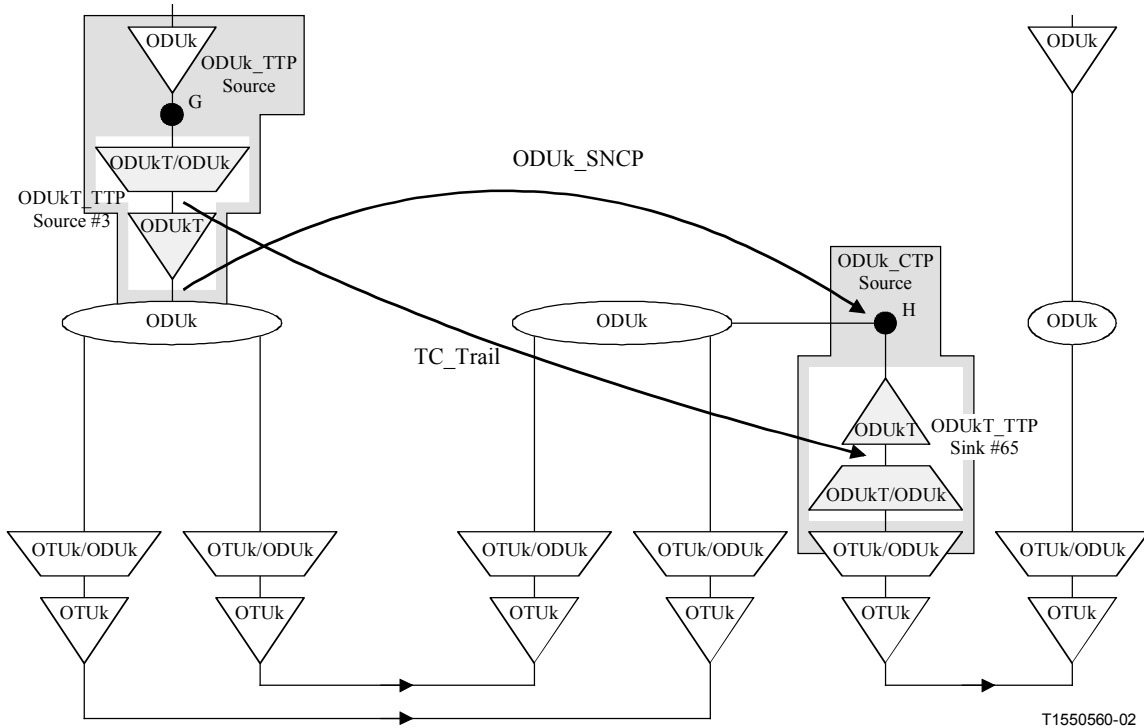 ODUk
ODUk_TTP
Source
G
ODUkT/ODUk
ODUkT_TTP
Source #3
ODUkT
ODUk
ODUk_SNCP
TC_Trail
ODUk
ODUk_CTP
Source
H
ODUkT
ODUkT_TTP
Sink #65
ODUkT/ODUk
ODUk
ODUk
OTUk/ODUk
OTUk/ODUk
OTUk/ODUk
OTUk/ODUk
OTUk/ODUk
OTUk/ODUk
OTUk
OTUk
OTUk
OTUk
OTUk
OTUk
T1550560-02